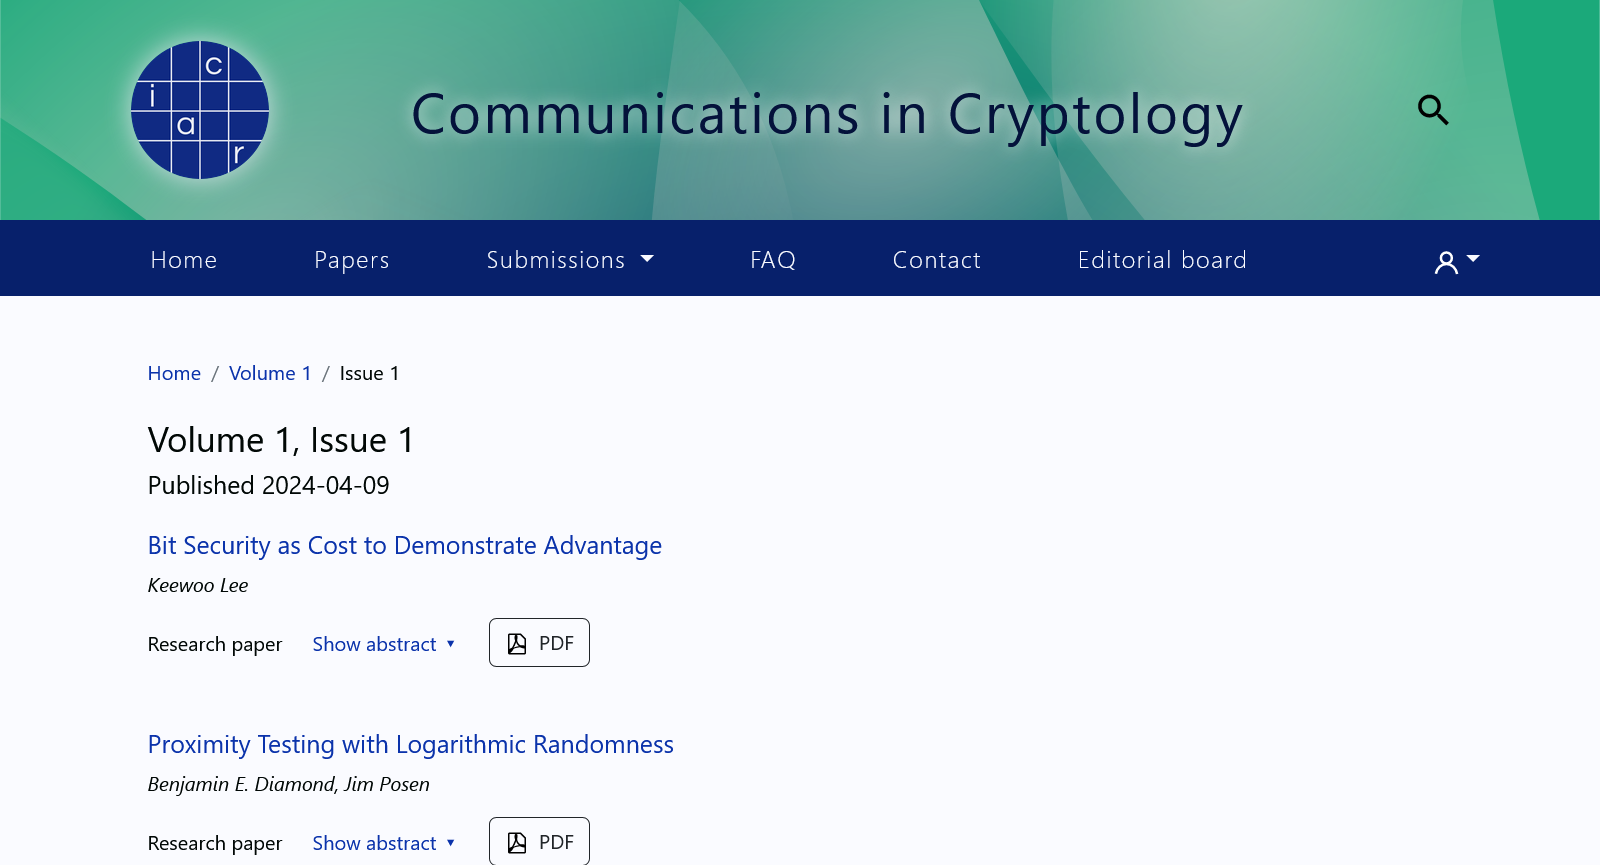 c
i
a
r
Communications in Cryptology
Home Papers Submissions FAQ Contact Editorial board
Home / Volume 1 / Issue 1
Volume 1, Issue 1
Published 2024-04-09
Bit Security as Cost to Demonstrate Advantage
Keewoo Lee
Research paper Show abstract ▼ PDF
Proximity Testing with Logarithmic Randomness
Benjamin E. Diamond, Jim Posen
Research paper Show abstract ▼ PDF